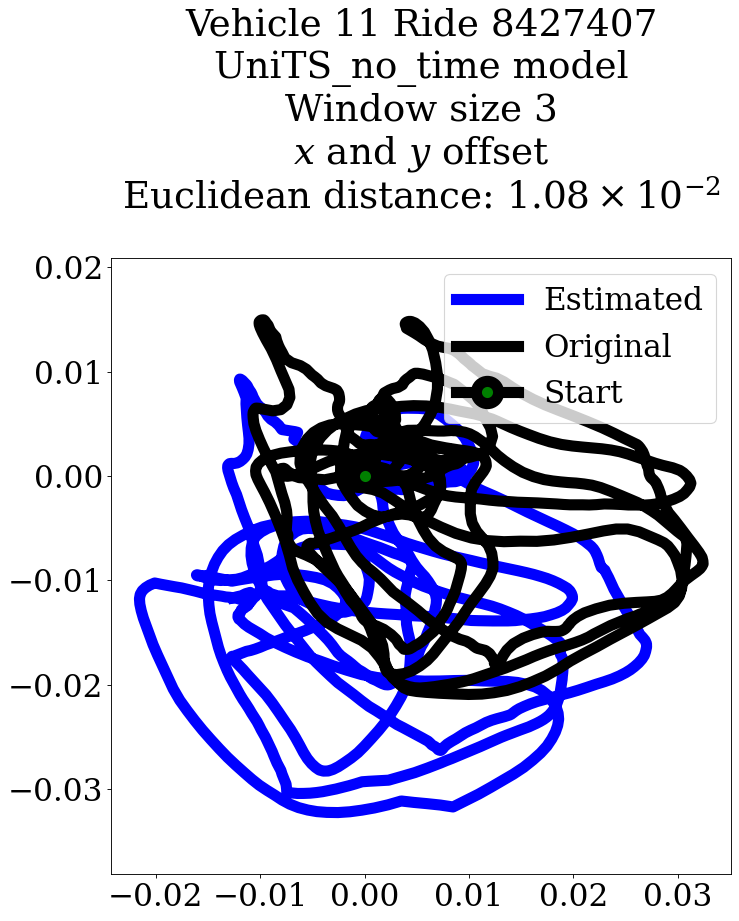 Vehicle 11 Ride 8427407
UniTS_no_time model
Window size 3
x and y offset
Euclidean distance: 1.08 × 10⁻²
0.02
Estimated
Original
0.01
Start
0.00
−0.01
−0.02
−0.03
−0.02 −0.01 0.00 0.01 0.02 0.03